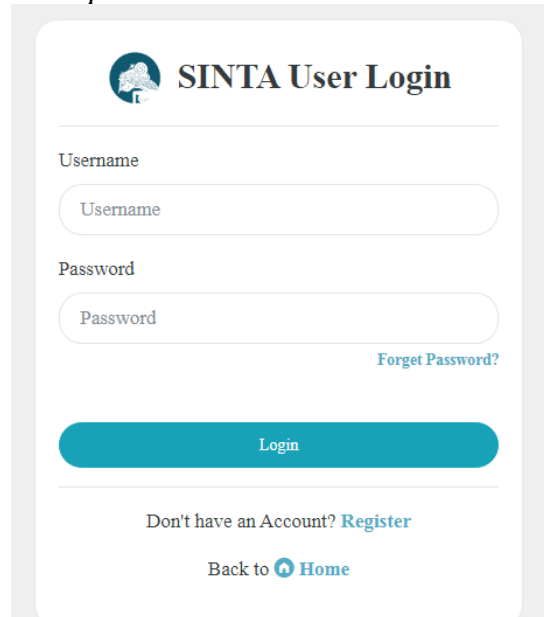 SINTA User Login
Username
Username
Password
Password
Forget Password?
Login
Don't have an Account? Register
Back to Home